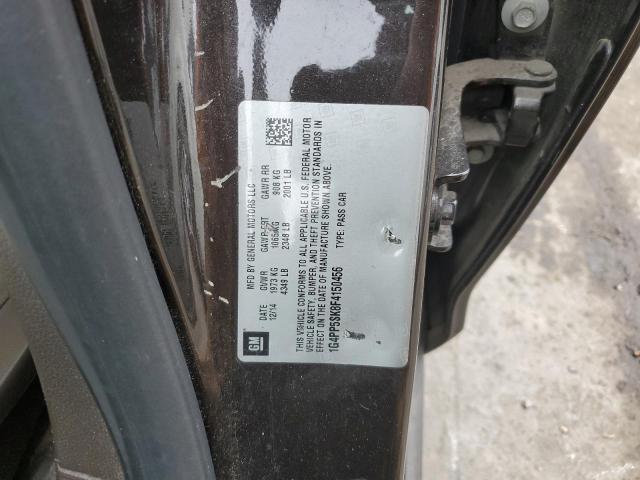 GM
MFD BY GENERAL MOTORS LLC
DATE GVWR GAWR FRT GAWR RR
12/14 1973 KG 1065 KG 908 KG
4349 LB 2348 LB 2001 LB
THIS VEHICLE CONFORMS TO ALL APPLICABLE U.S. FEDERAL MOTOR
VEHICLE SAFETY, BUMPER, AND THEFT PREVENTION STANDARDS IN
EFFECT ON THE DATE OF MANUFACTURE SHOWN ABOVE.
1G4PP5SK8F4150456 TYPE: PASS CAR